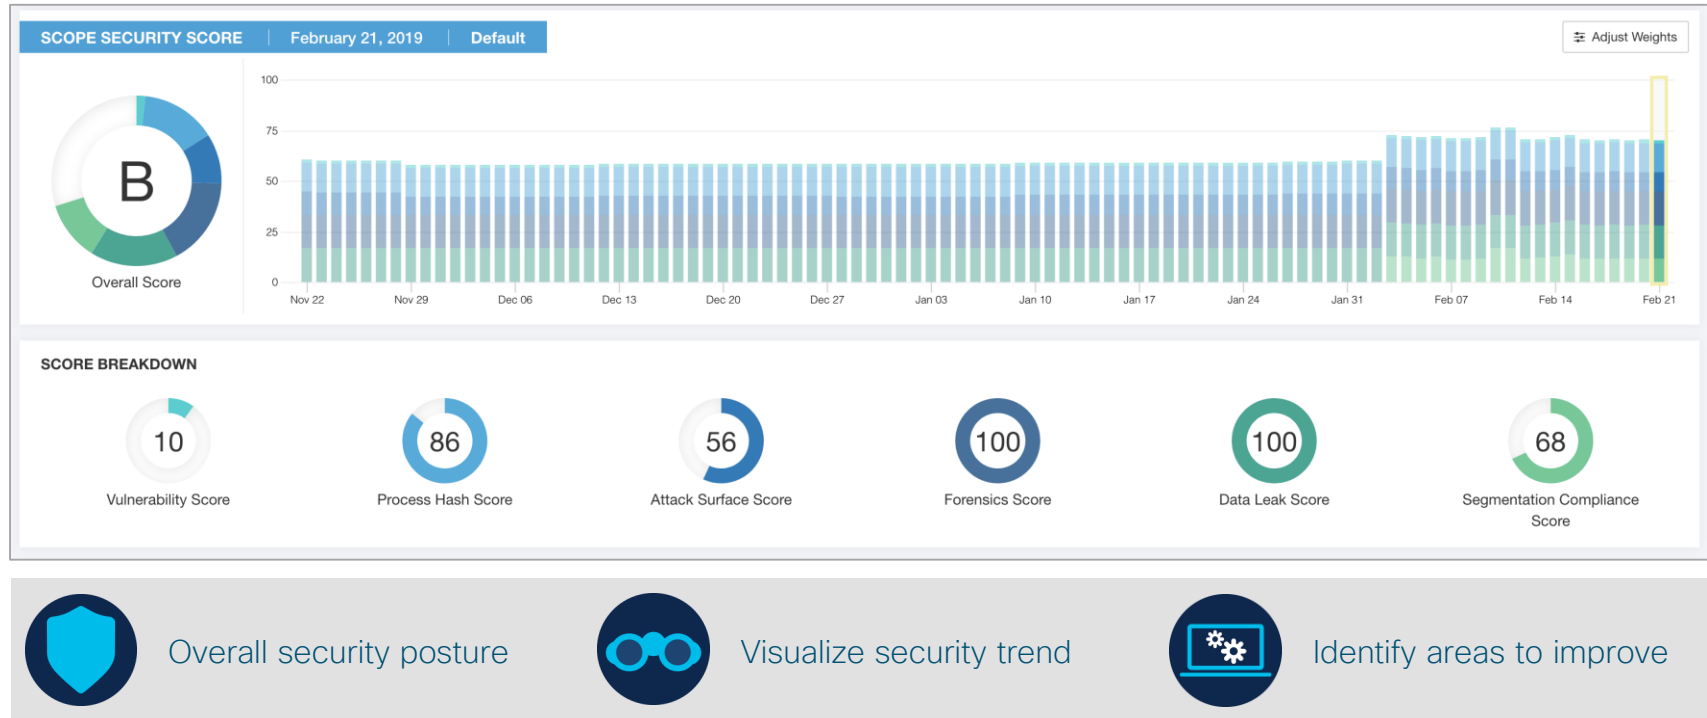 SCOPE SECURITY SCORE | February 21, 2019 | Default
Adjust Weights
B
Overall Score
100
75
50
25
0
Nov 22 Nov 29 Dec 06 Dec 13 Dec 20 Dec 27 Jan 03 Jan 10 Jan 17 Jan 24 Jan 31 Feb 07 Feb 14 Feb 21
SCORE BREAKDOWN
10 86 56 100 100 68
Vulnerability Score Process Hash Score Attack Surface Score Forensics Score Data Leak Score Segmentation Compliance
Score
Overall security posture Visualize security trend Identify areas to improve